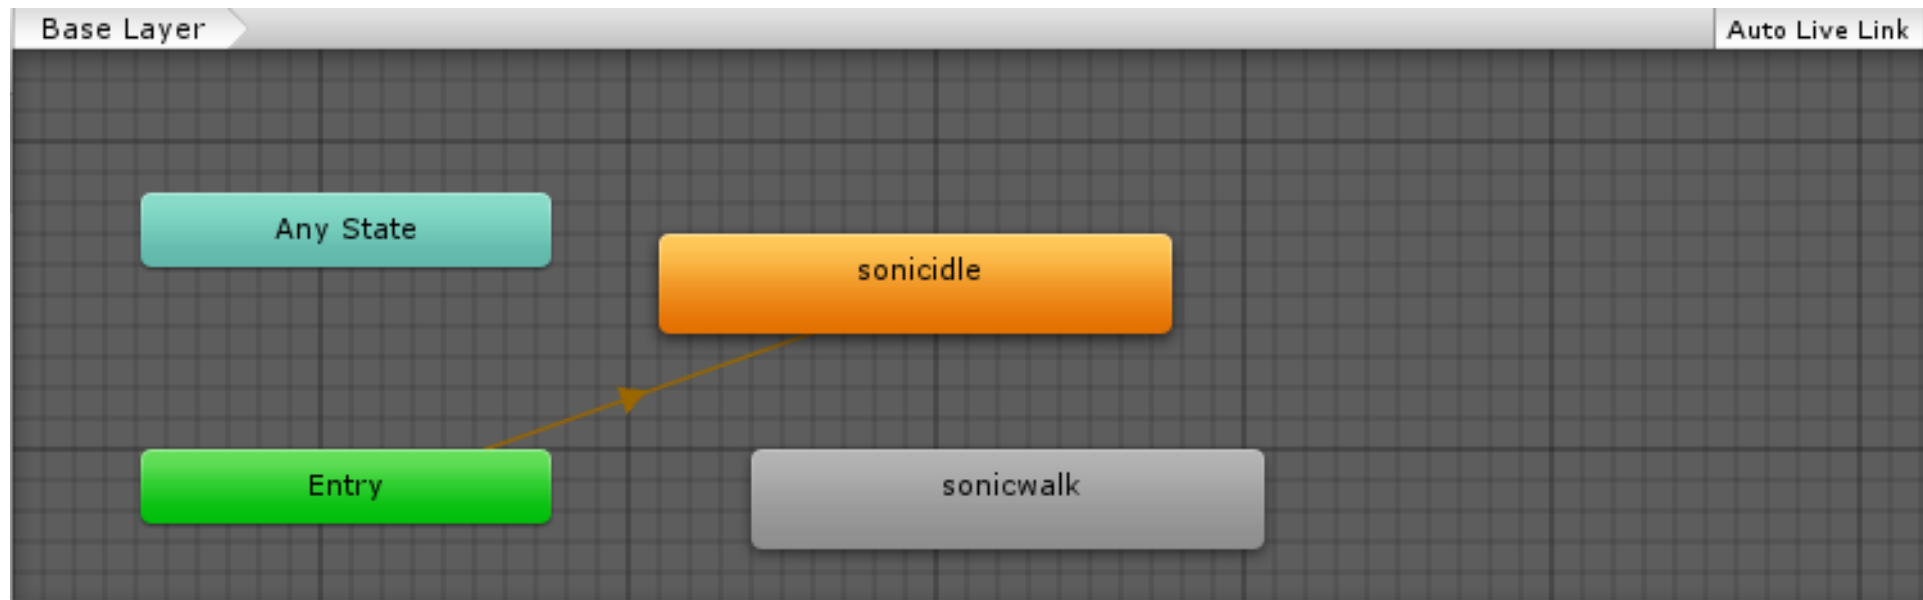 Base Layer
Auto Live Link
Any State
sonicidle
Entry
sonicwalk